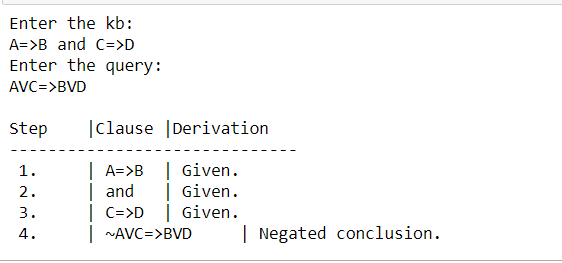 Enter the kb:
A=>B and C=>D
Enter the query:
AVC=>BVD
Step |Clause |Derivation
------------------------------
1. | A=>B | Given.
2. | and | Given.
3. | C=>D | Given.
4. | ~AVC=>BVD | Negated conclusion.